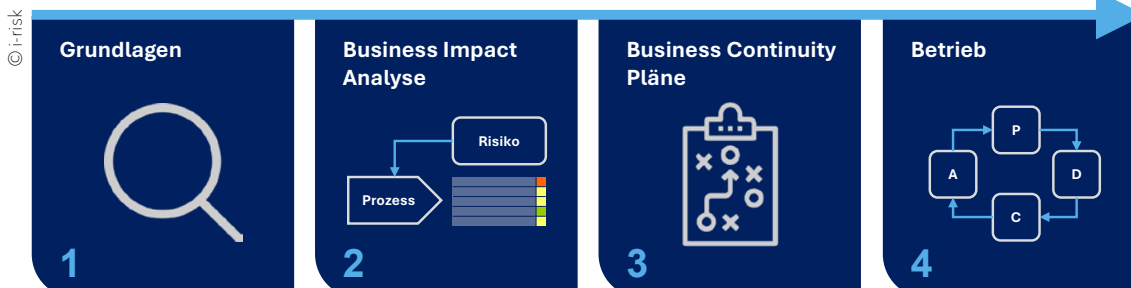 © i-risk
Grundlagen
1
Business Impact
Analyse
Risiko
Prozess
2
Business Continuity
Pläne
3
Betrieb
P
A
D
C
4